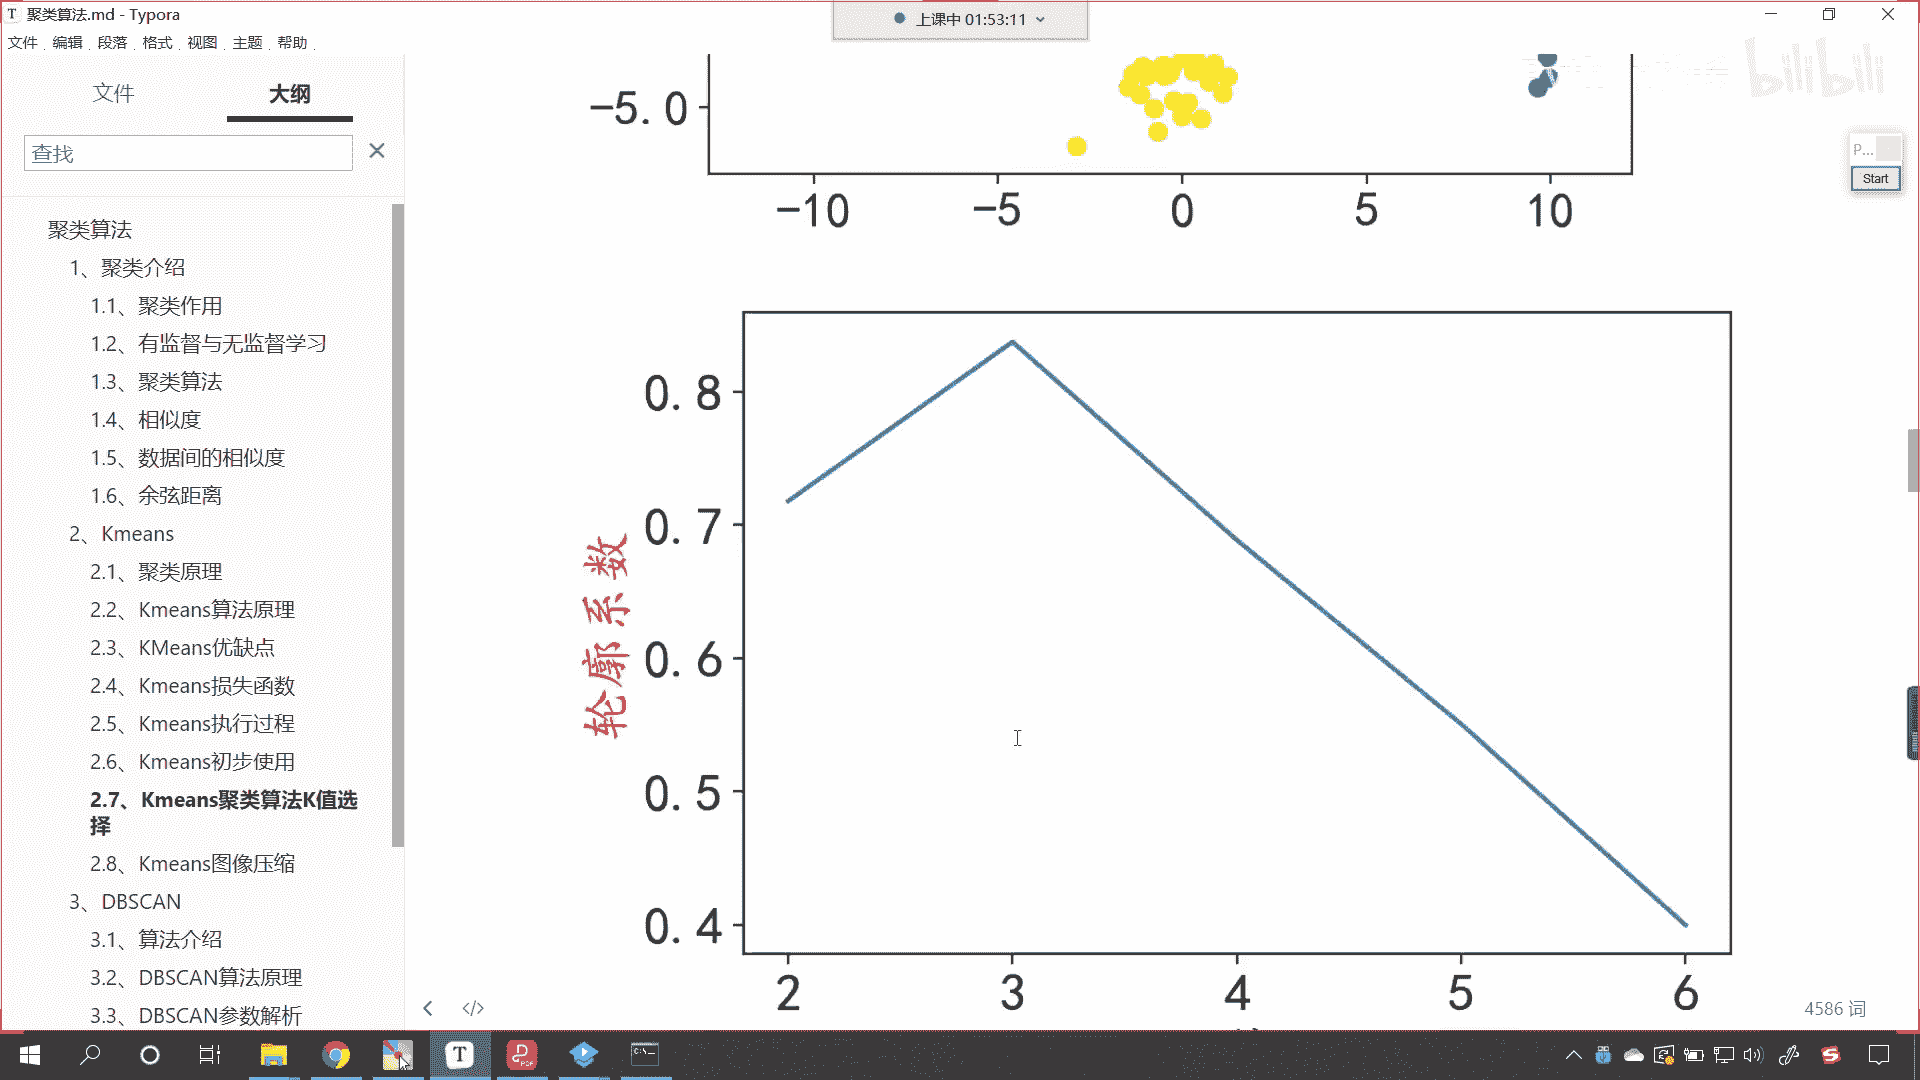 聚类算法.md - Typora
上课中 01:53:11
文件 编辑 段落 格式 视图 主题 帮助
文件 大纲
查找
聚类算法
1、聚类介绍
1.1、聚类作用
1.2、有监督与无监督学习
1.3、聚类算法
1.4、相似度
1.5、数据间的相似度
1.6、余弦距离
2、Kmeans
2.1、聚类原理
2.2、Kmeans算法原理
2.3、KMeans优缺点
2.4、Kmeans损失函数
2.5、Kmeans执行过程
2.6、Kmeans初步使用
2.7、Kmeans聚类算法K值选
择
2.8、Kmeans图像压缩
3、DBSCAN
3.1、算法介绍
3.2、DBSCAN算法原理
3.3、DBSCAN参数解析
−5.0
−10 −5 0 5 10
轮廓系数
0.8
0.7
0.6
0.5
0.4
2 3 4 5 6
4586 词
bilibili
P...
Start